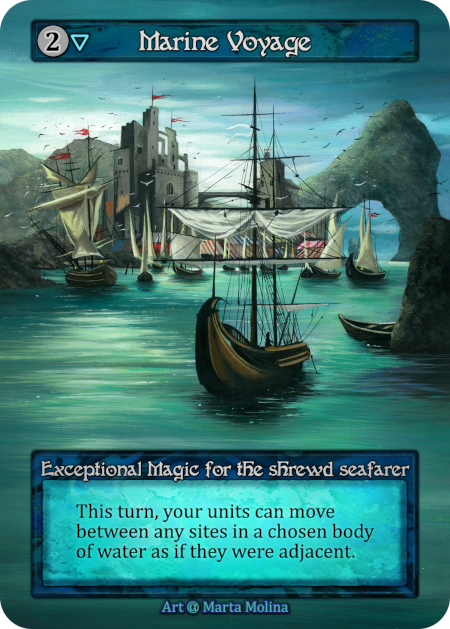 2 Marine Voyage
Exceptional Magic for the shrewd seafarer
This turn, your units can move
between any sites in a chosen body
of water as if they were adjacent.
Art @ Marta Molina